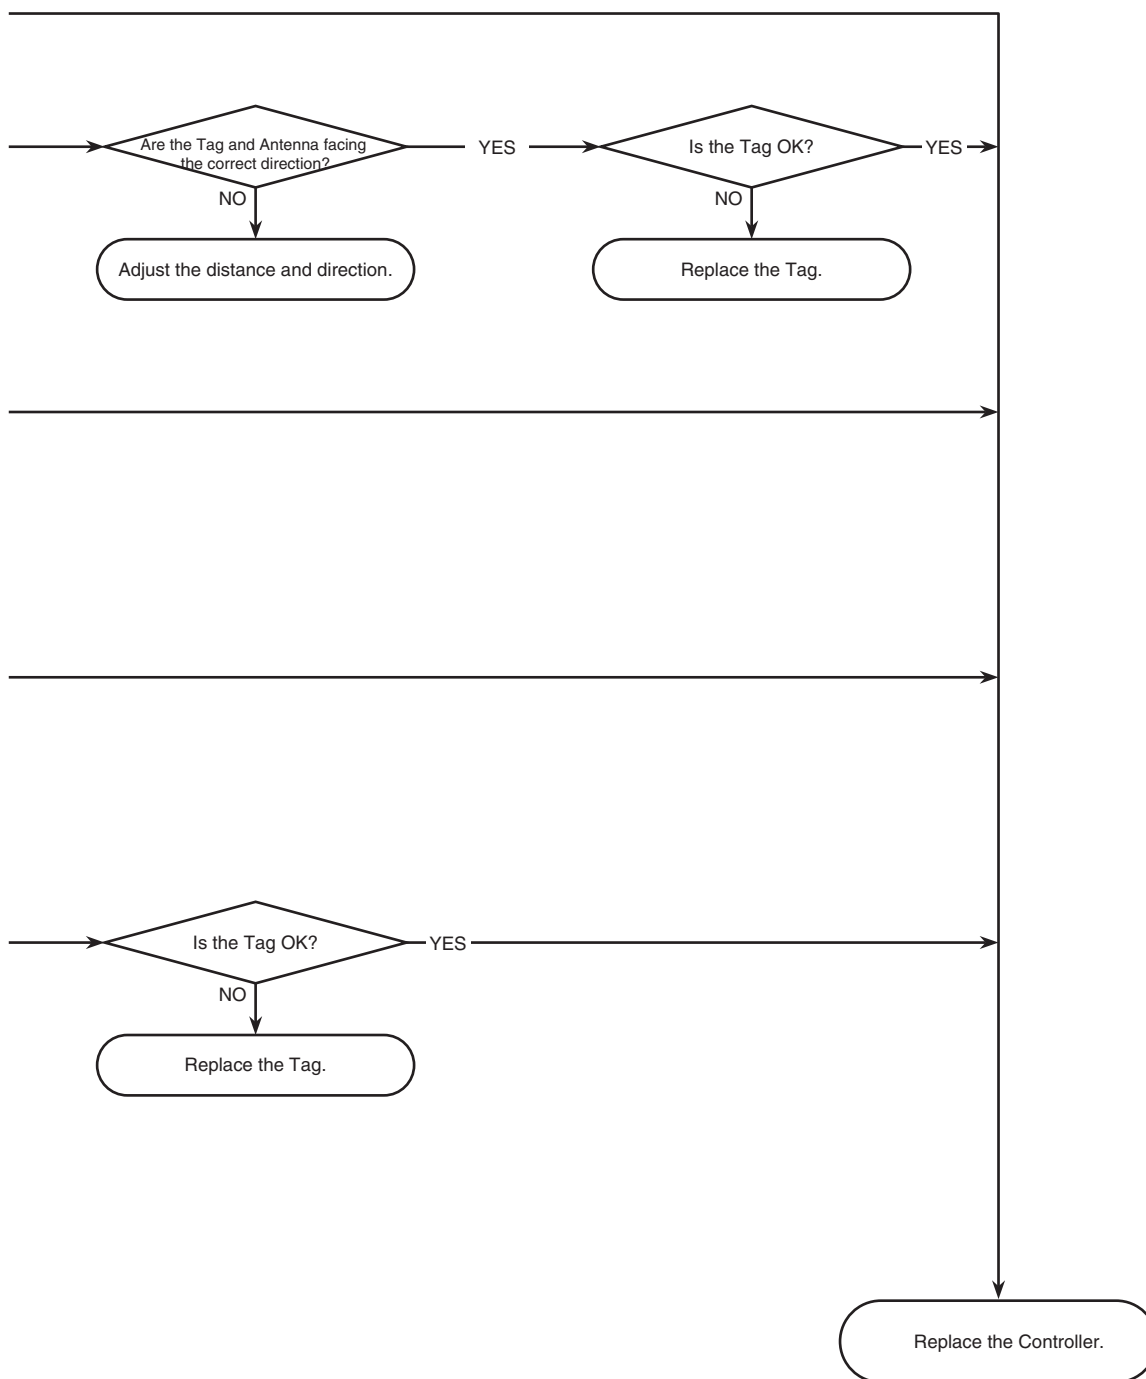 Are the Tag and Antenna facing
the correct direction?
YES
Is the Tag OK?
YES
NO
NO
Adjust the distance and direction.
Replace the Tag.
Is the Tag OK?
YES
NO
Replace the Tag.
Replace the Controller.